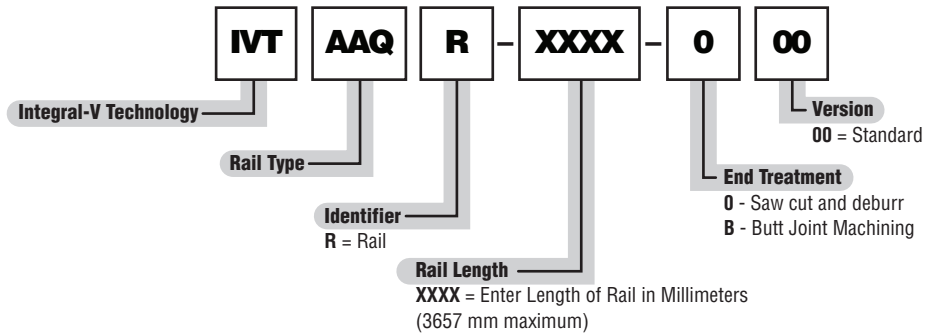 IVT AAQ R - XXXX - 0 00
Integral-V Technology
Version
00 = Standard
Rail Type
End Treatment
0 - Saw cut and deburr
B - Butt Joint Machining
Identifier
R = Rail
Rail Length
XXXX = Enter Length of Rail in Millimeters
(3657 mm maximum)